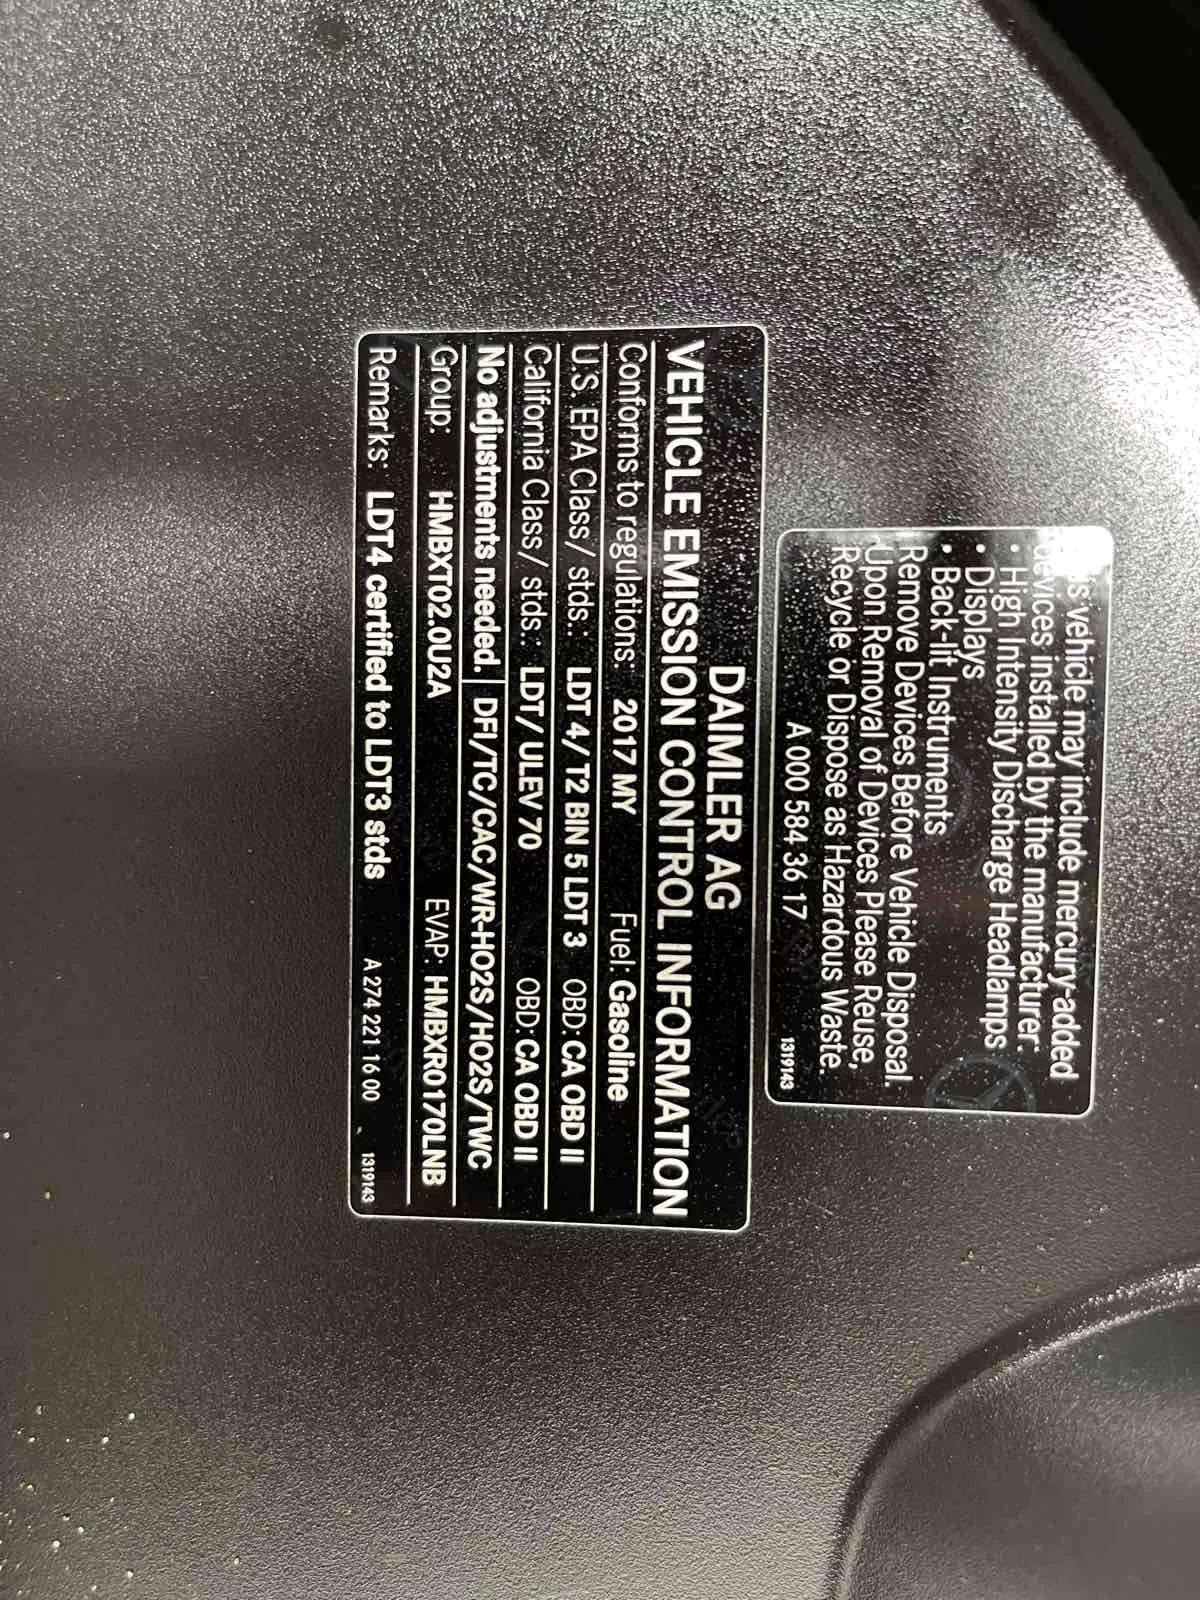 vehicle may include mercury-added
devices installed by the manufacturer:
• High Intensity Discharge Headlamps
• Displays
• Back-lit Instruments
Remove Devices Before Vehicle Disposal.
Upon Removal of Devices Please Reuse,
Recycle or Dispose as Hazardous Waste.
A 000 584 36 17 1319143
DAIMLER AG
VEHICLE EMISSION CONTROL INFORMATION
Conforms to regulations: 2017 MY Fuel: Gasoline
U.S. EPA Class/ stds.: LDT 4/ T2 BIN 5 LDT 3 OBD: CA OBD II
California Class/ stds.: LDT/ ULEV 70 OBD: CA OBD II
No adjustments needed. DFI/TC/CAC/WR-HO2S/HO2S/TWC
Group: HMBXT02.0U2A EVAP: HMBXR0170LNB
Remarks: LDT4 certified to LDT3 stds A 274 221 16 00 1319143